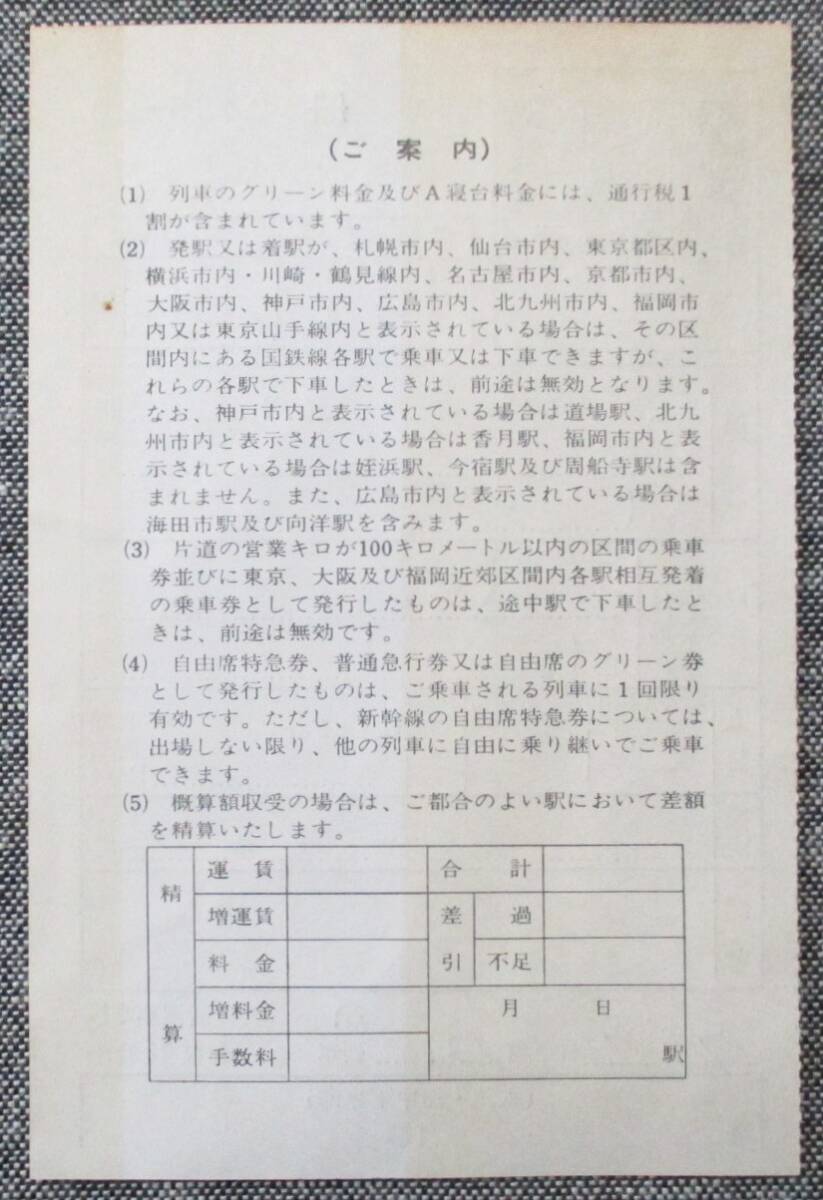 （ご案内）
(1) 列車のグリーン料金及びA寝台料金には、通行税1
割が含まれています。
(2) 発駅又は着駅が、札幌市内、仙台市内、東京都区内、
横浜市内・川崎・鶴見線内、名古屋市内、京都市内、
大阪市内、神戸市内、広島市内、北九州市内、福岡市
内又は東京山手線内と表示されている場合は、その区
間内にある国鉄線各駅で乗車又は下車できますが、こ
れらの各駅で下車したときは、前途は無効となります。
なお、神戸市内と表示されている場合は道場駅、北九
州市内と表示されている場合は香月駅、福岡市内と表
示されている場合は姪浜駅、今宿駅及び周船寺駅は含
まれません。また、広島市内と表示されている場合は
海田市駅及び向洋駅を含みます。
(3) 片道の営業キロが100キロメートル以内の区間の乗車
券並びに東京、大阪及び福岡近郊区間内各駅相互発着
の乗車券として発行したものは、途中駅で下車したと
きは、前途は無効です。
(4) 自由席特急券、普通急行券又は自由席のグリーン券
として発行したものは、ご乗車される列車に1回限り
有効です。ただし、新幹線の自由席特急券については、
出場しない限り、他の列車に自由に乗り継いでご乗車
できます。
(5) 概算額収受の場合は、ご都合のよい駅において差額
を精算いたします。
精算
運賃 合計
増運賃 差引 過
料金 不足
増料金 月 日
手数料 駅